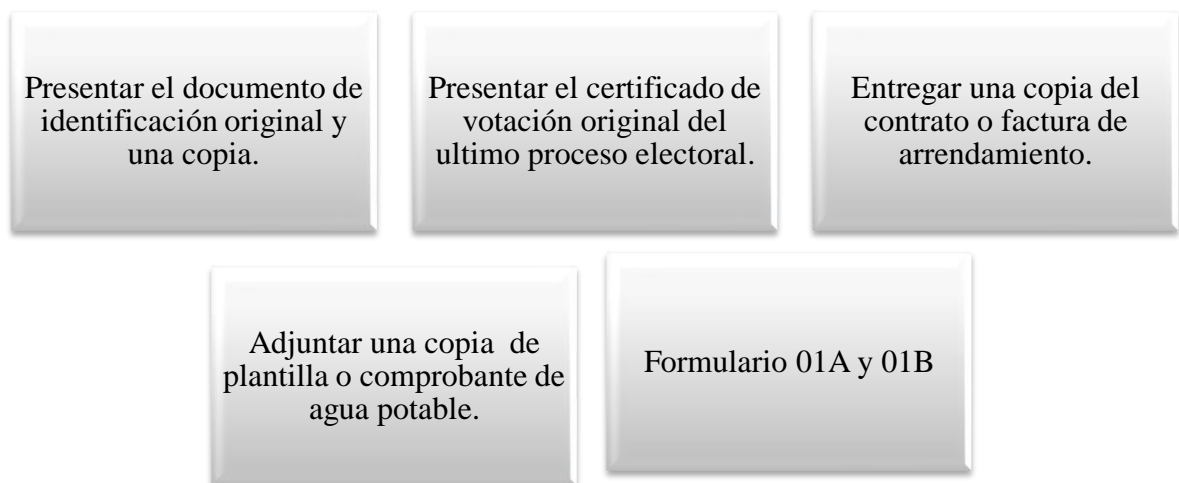 Presentar el documento de
identificación original y
una copia.
Presentar el certificado de
votación original del
ultimo proceso electoral.
Entregar una copia del
contrato o factura de
arrendamiento.
Adjuntar una copia  de
plantilla o comprobante de
agua potable.
Formulario 01A y 01B